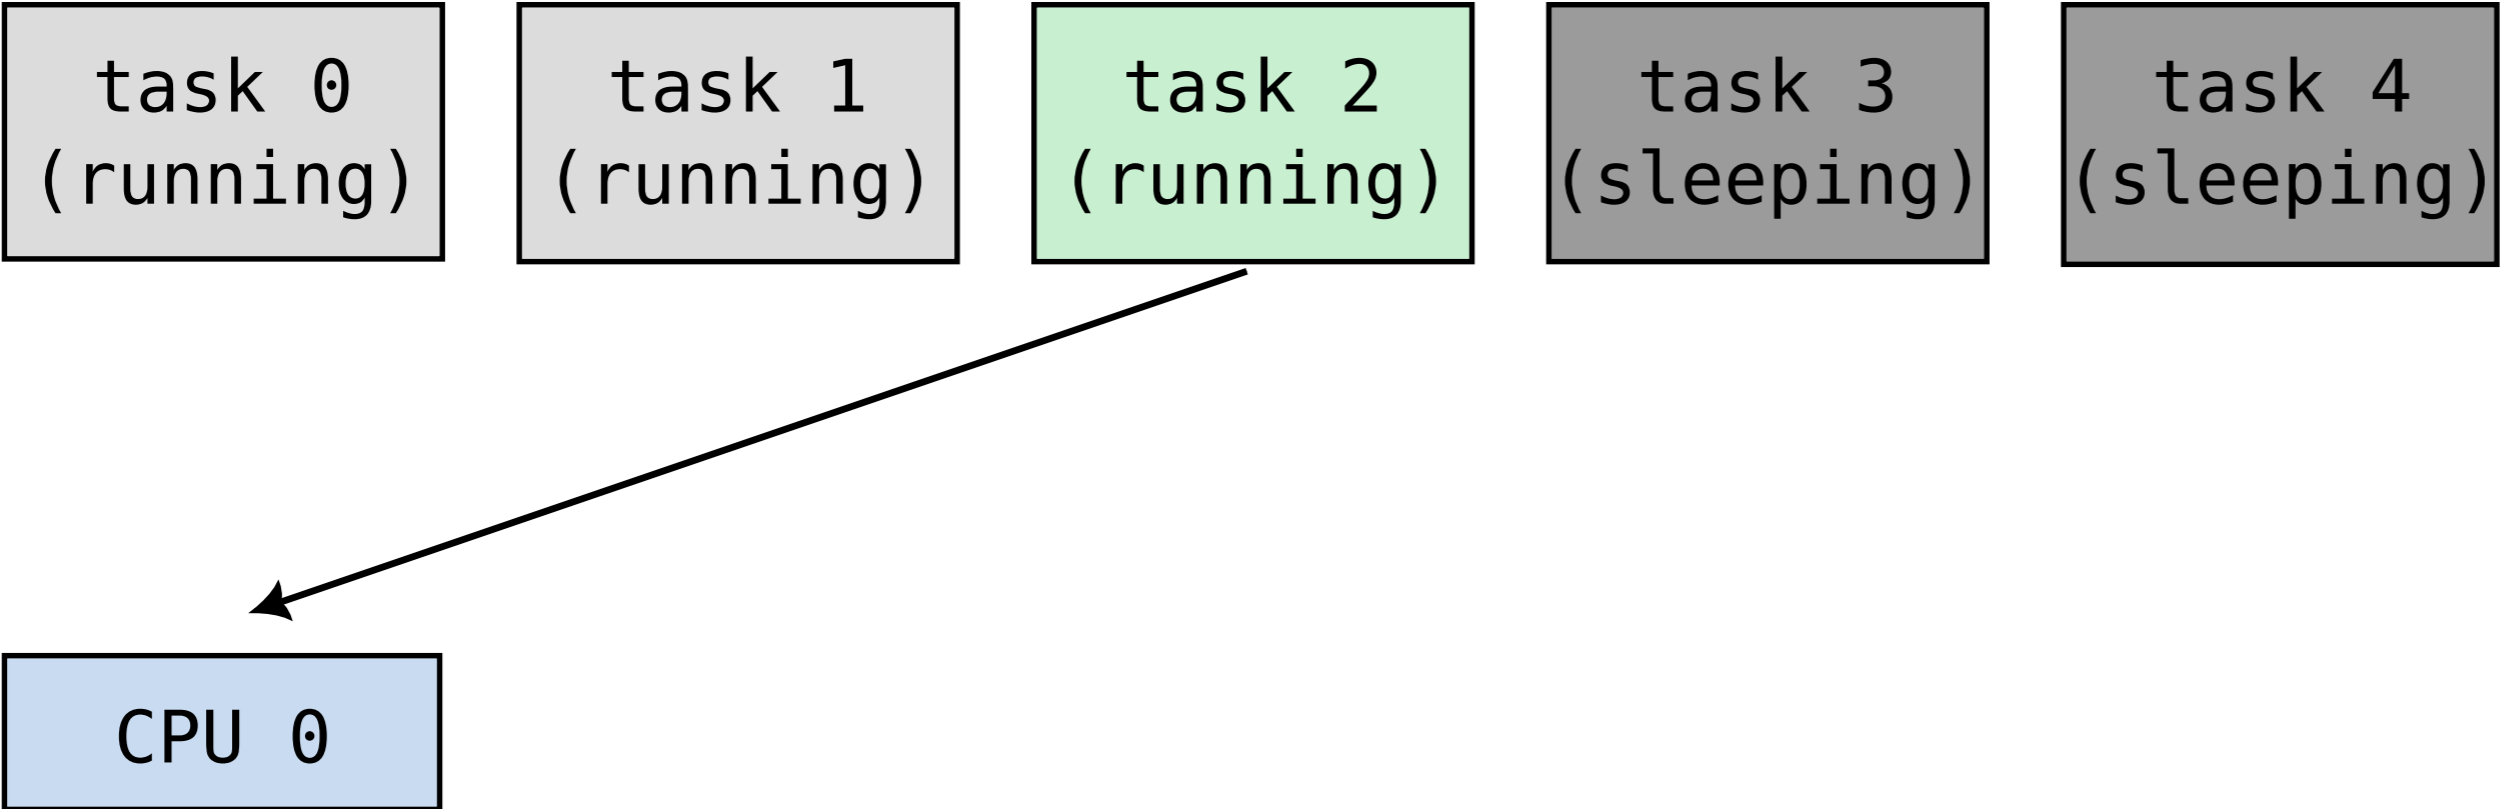 task 0
(running)
task 1
(running)
task 2
(running)
task 3
(sleeping)
task 4
(sleeping)
CPU 0